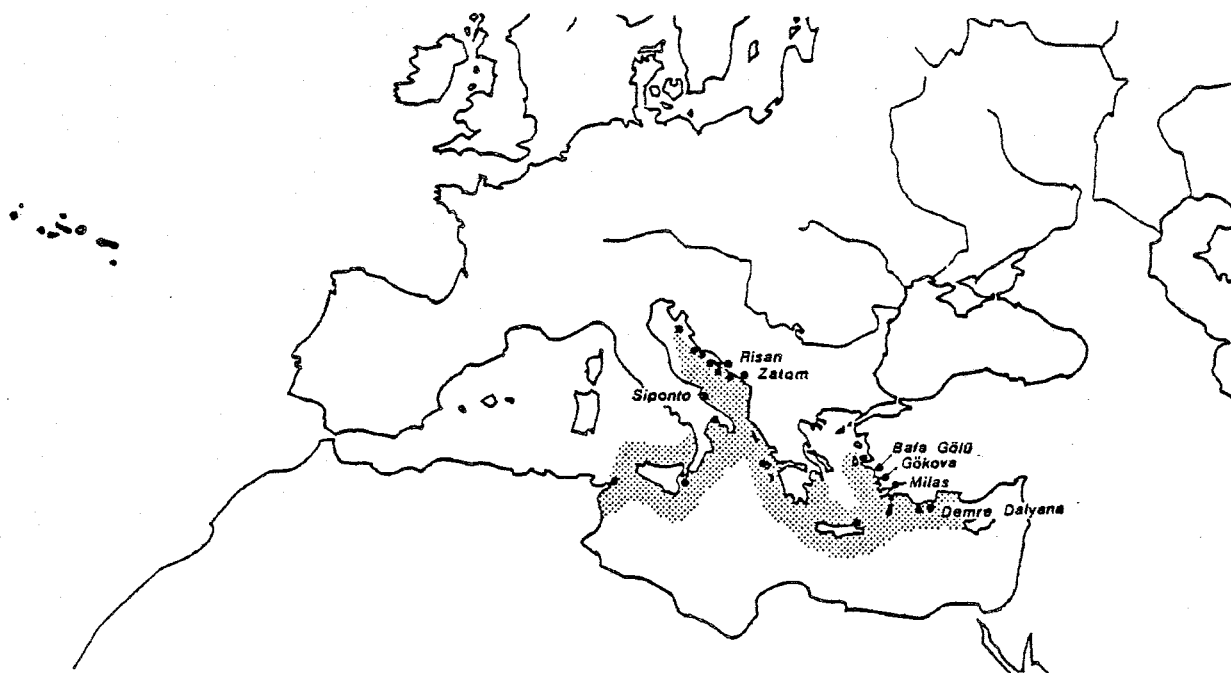 Risan
Zatom
Siponto
Bafa Gölü
Gökova
Milas
Demre Dalyana